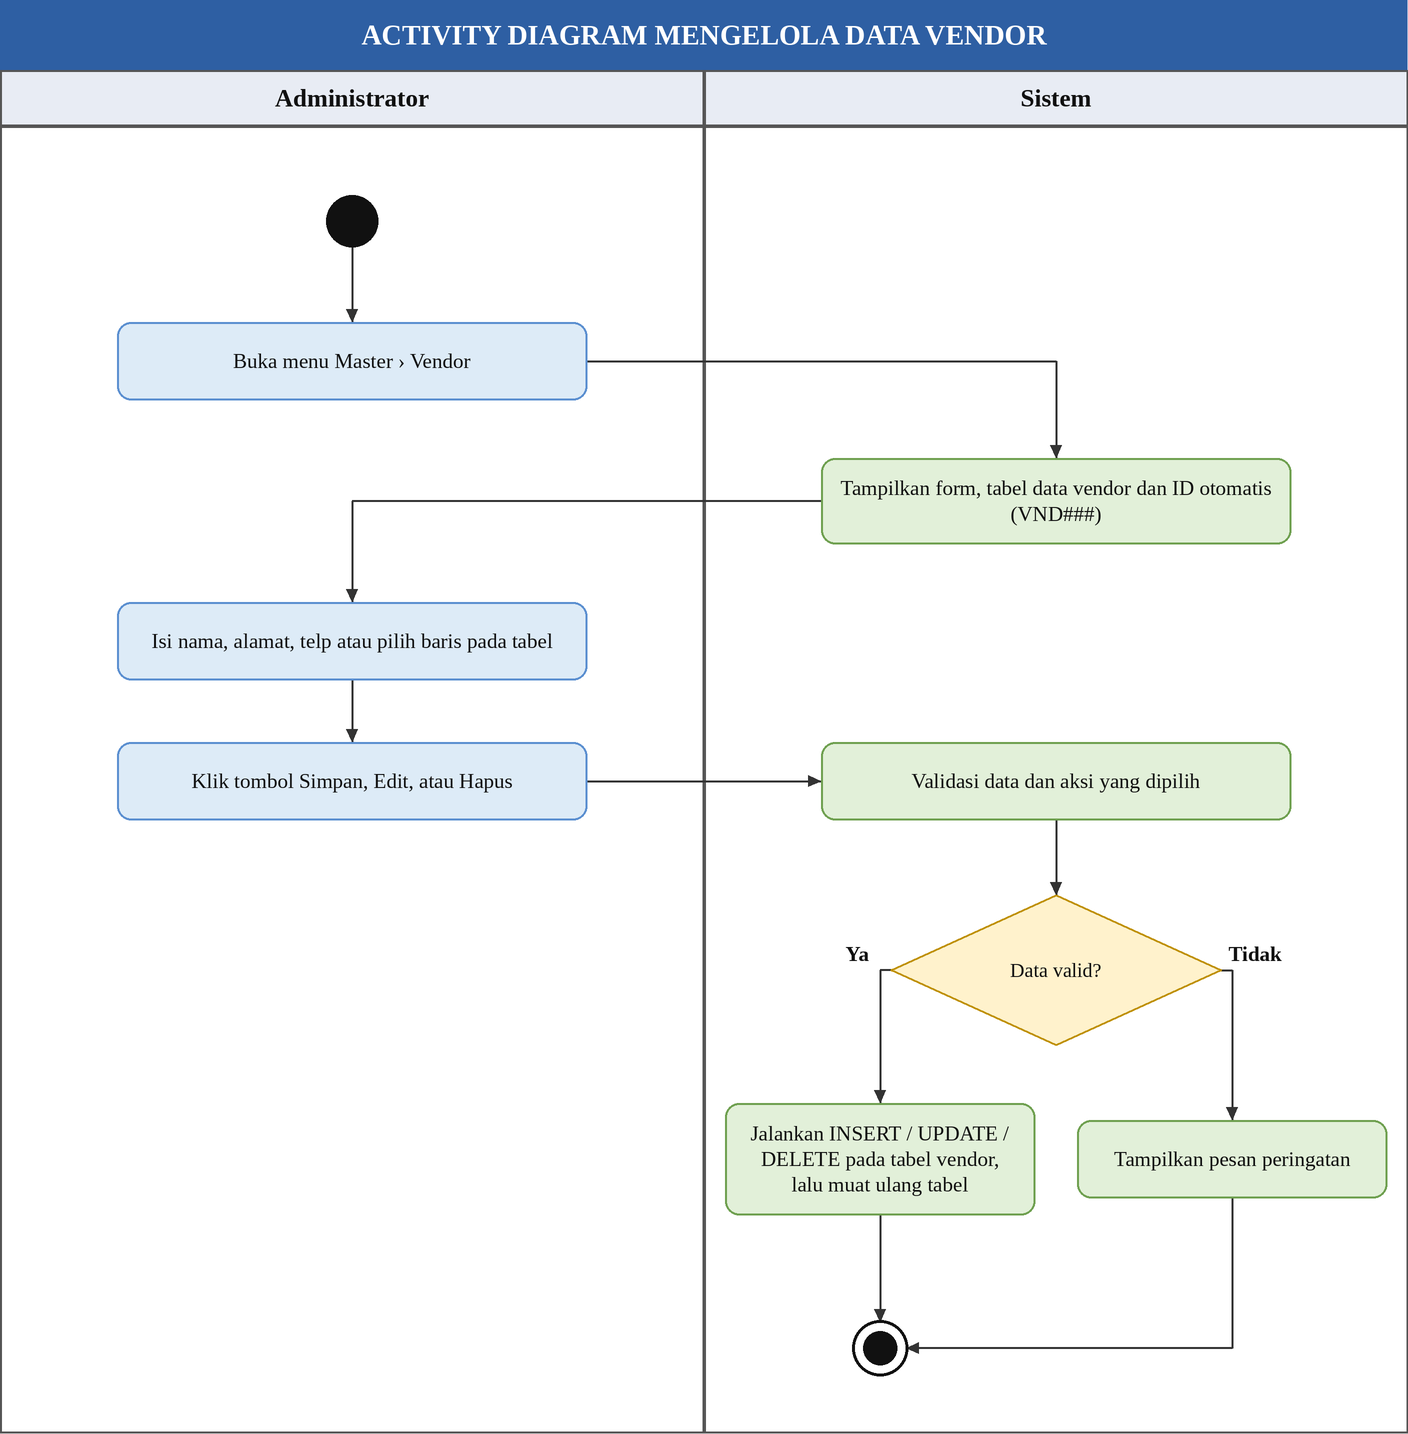 ACTIVITY DIAGRAM MENGELOLA DATA VENDOR
Administrator
Sistem
Buka menu Master › Vendor
Tampilkan form, tabel data vendor dan ID otomatis
(VND###)
Isi nama, alamat, telp atau pilih baris pada tabel
Klik tombol Simpan, Edit, atau Hapus
Validasi data dan aksi yang dipilih
Ya
Tidak
Data valid?
Jalankan INSERT / UPDATE /
DELETE pada tabel vendor,
lalu muat ulang tabel
Tampilkan pesan peringatan